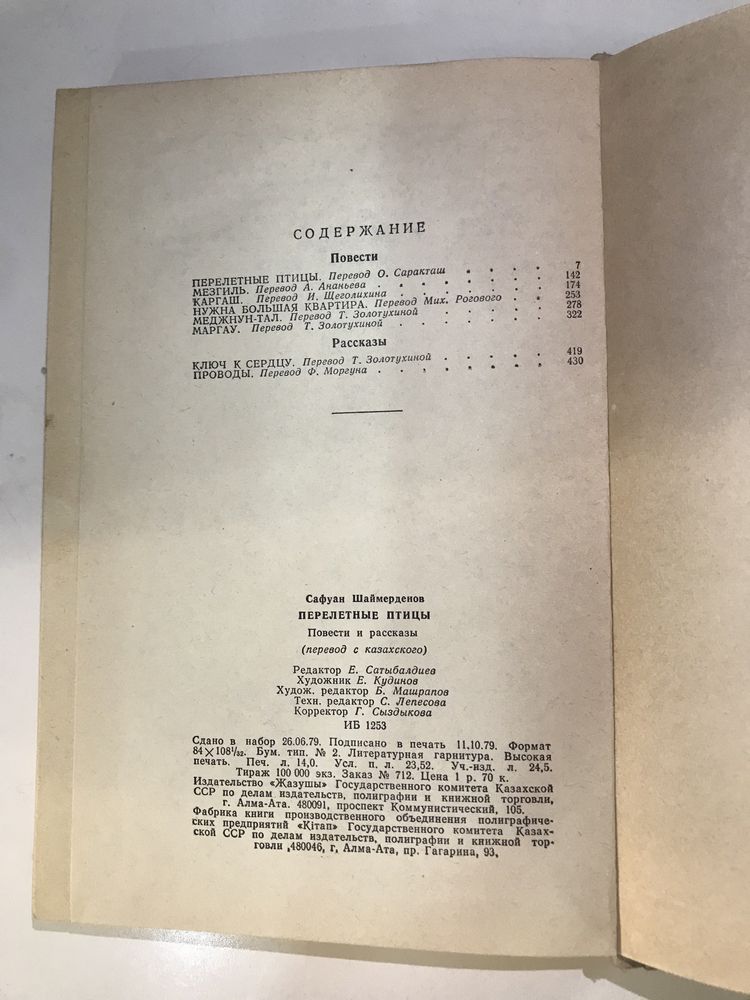 СОДЕРЖАНИЕ
Повести
ПЕРЕЛЕТНЫЕ ПТИЦЫ. Перевод О. Саракташ . . . . 7
МЕЗГИЛЬ. Перевод А. Ананьева . . . . . . . 142
КАРГАШ. Перевод И. Щеголихина . . . . . . 174
НУЖНА БОЛЬШАЯ КВАРТИРА. Перевод Мих. Рогового . . 253
МЕДЖНУН-ТАЛ. Перевод Т. Золотухиной . . . . . 278
МАРГАУ. Перевод Т. Золотухиной . . . . . . 322
Рассказы
КЛЮЧ К СЕРДЦУ. Перевод Т. Золотухиной . . . . . 419
ПРОВОДЫ. Перевод Ф. Моргуна . . . . . . . . 430
Сафуан Шаймерденов
ПЕРЕЛЕТНЫЕ ПТИЦЫ
Повести и рассказы
(перевод с казахского)
Редактор Е. Сатыбалдиев
Художник Е. Кудинов
Худож. редактор Б. Машрапов
Техн. редактор С. Лепесова
Корректор Г. Сыздыкова
ИБ 1253
Сдано в набор 26.06.79. Подписано в печать 11.10.79. Формат
84×108¹/₃₂. Бум. тип. № 2. Литературная гарнитура. Высокая
печать. Печ. л. 14,0. Усл. п. л. 23,52. Уч.-изд. л. 24,5.
Тираж 100 000 экз. Заказ № 712. Цена 1 р. 70 к.
Издательство «Жазушы» Государственного комитета Казахской
ССР по делам издательств, полиграфии и книжной торговли,
г. Алма-Ата. 480091, проспект Коммунистический, 105.
Фабрика книги производственного объединения полиграфиче-
ских предприятий «Кітап» Государственного комитета Казах-
ской ССР по делам издательств, полиграфии и книжной тор-
говли ,480046, г, Алма-Ата, пр. Гагарина, 93,